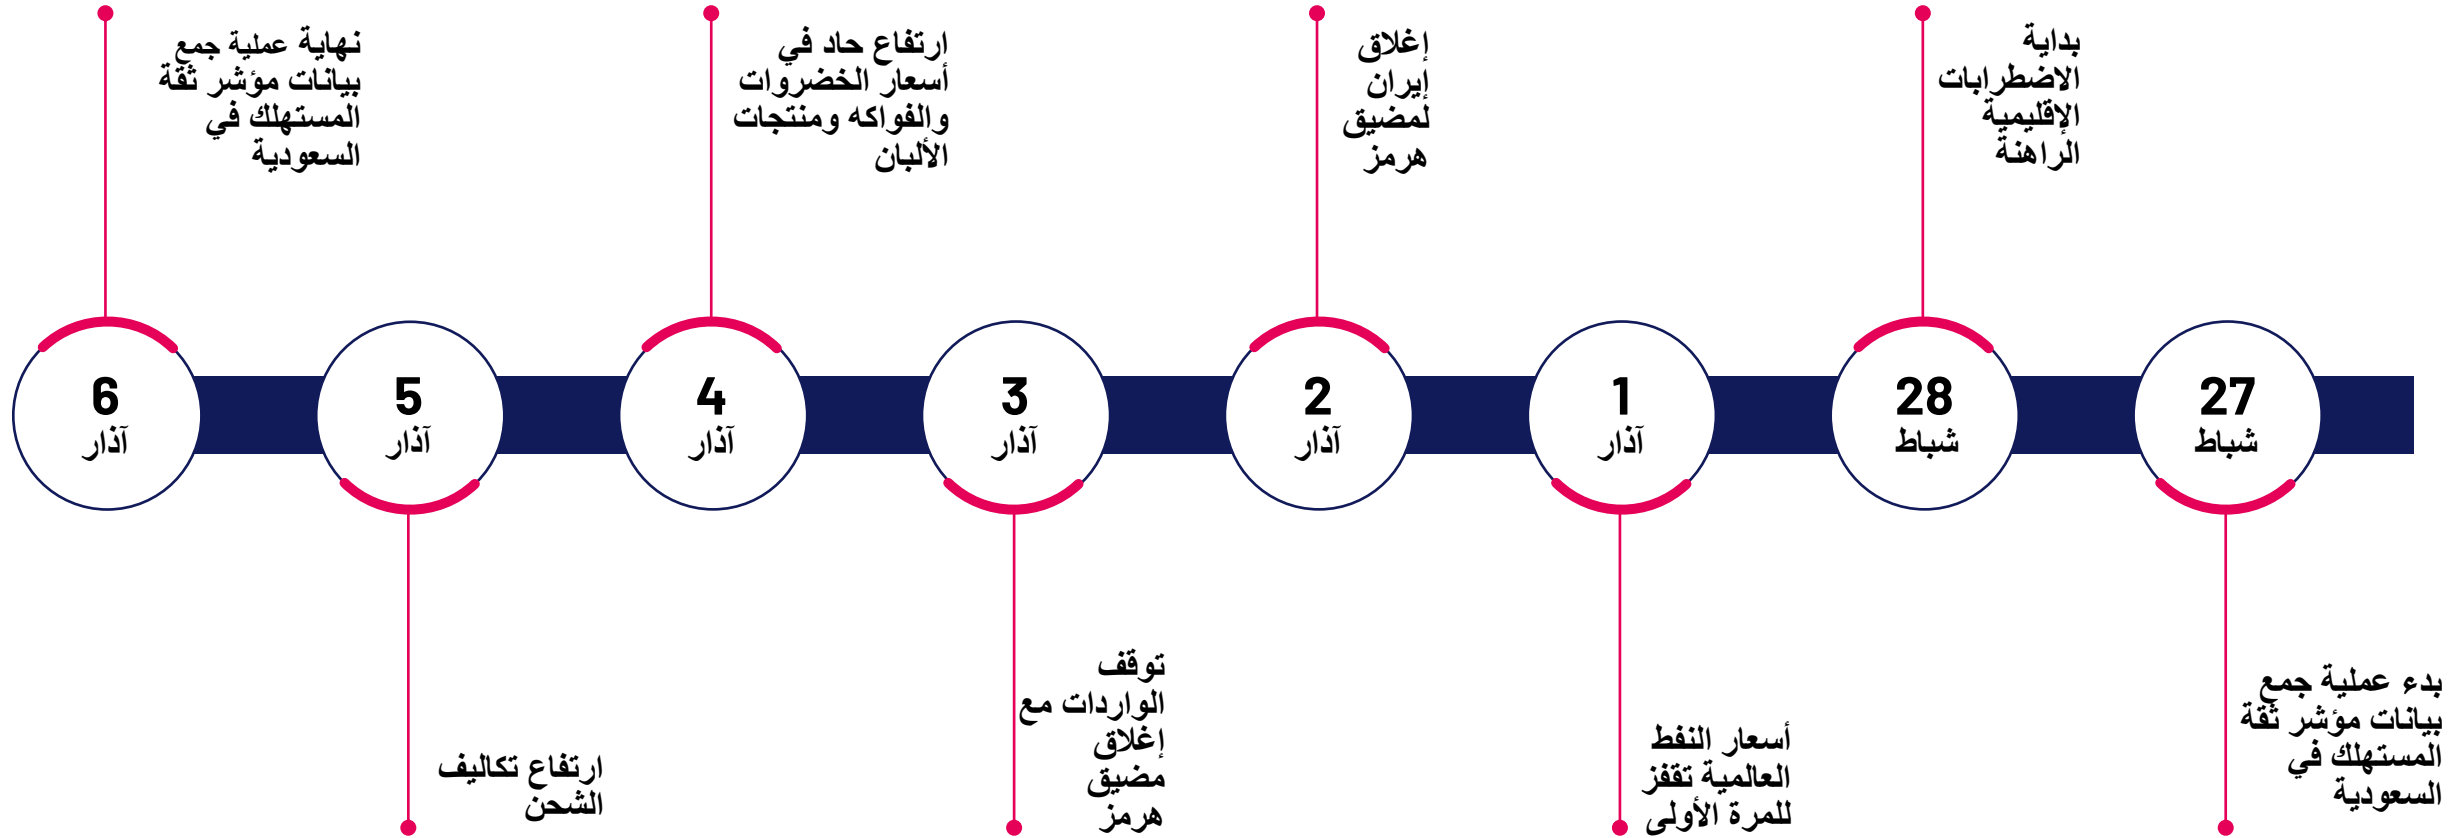 27
شباط
بدء عملية جمع
بيانات مؤشر ثقة
المستهلك في
السعودية
28
شباط
بداية
الاضطرابات
الإقليمية
الراهنة
1
آذار
أسعار النفط
العالمية تقفز
للمرة الأولى
2
آذار
إغلاق
إيران
لمضيق
هرمز
3
آذار
توقف
الواردات مع
إغلاق
مضيق
هرمز
4
آذار
ارتفاع حاد في
أسعار الخضروات
والفواكه ومنتجات
الألبان
5
آذار
ارتفاع تكاليف
الشحن
6
آذار
نهاية عملية جمع
بيانات مؤشر ثقة
المستهلك في
السعودية